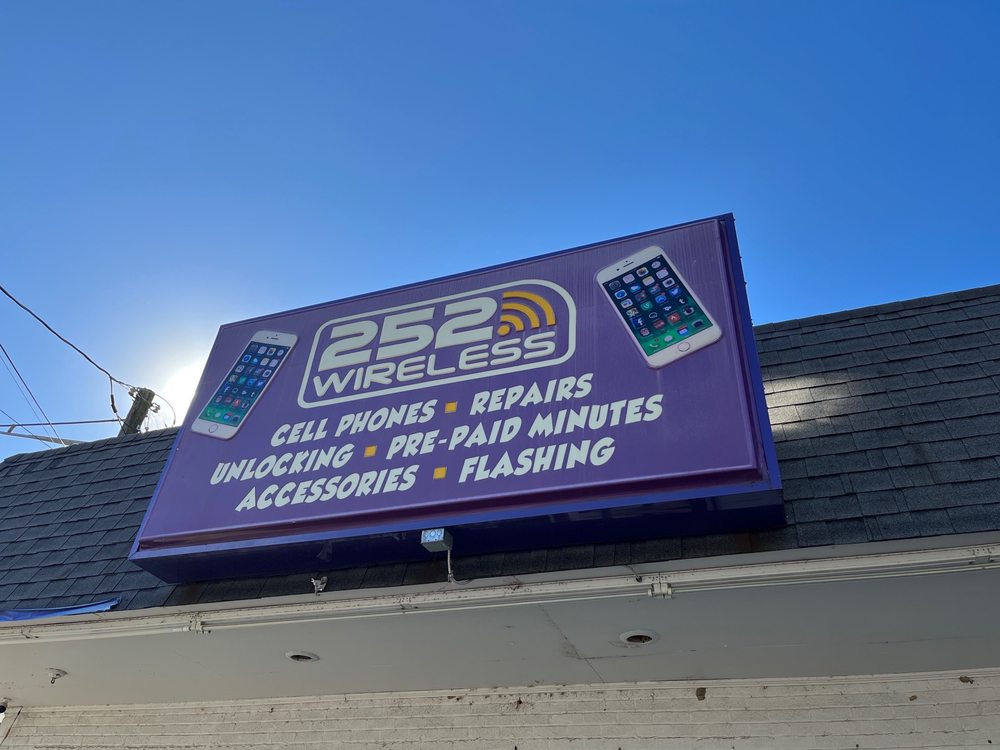 252
WIRELESS
CELL PHONES ▪ REPAIRS
UNLOCKING ▪ PRE-PAID MINUTES
ACCESSORIES ▪ FLASHING